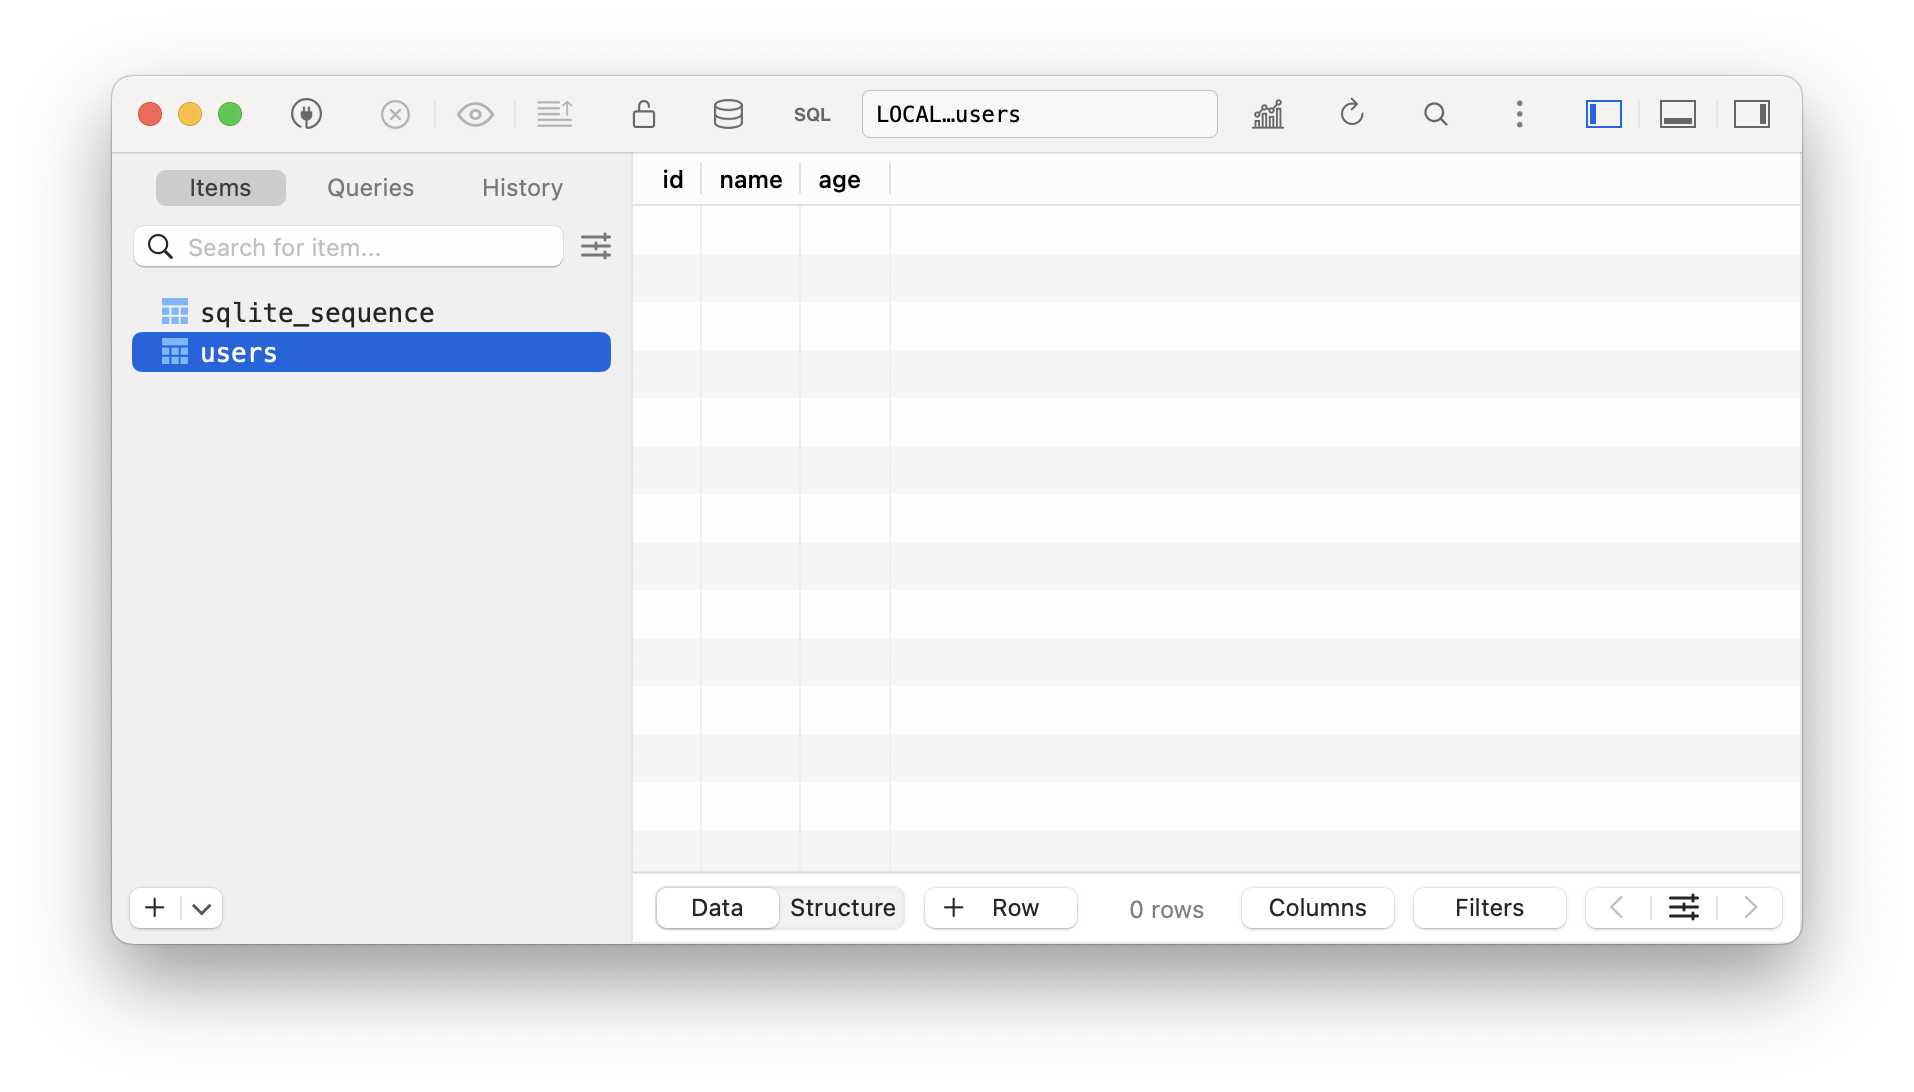 SQL LOCAL…users
Items Queries History
id name age
Search for item...
sqlite_sequence
users
Data Structure + Row 0 rows Columns Filters